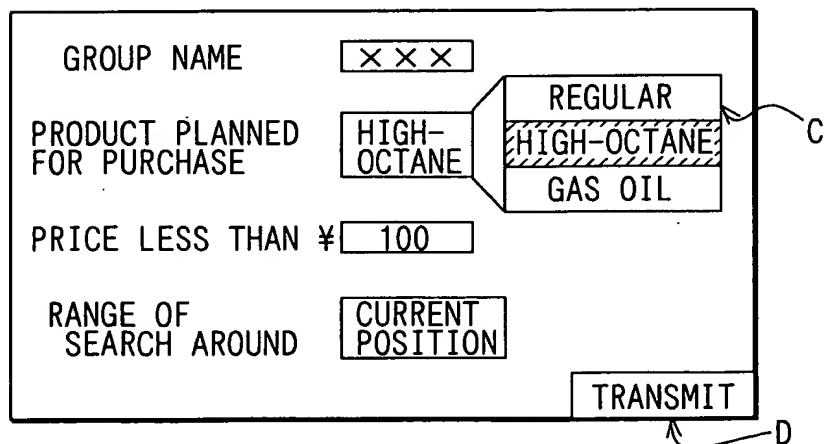 GROUP NAME ×××
REGULAR
C
PRODUCT PLANNED HIGH-
FOR PURCHASE OCTANE
HIGH-OCTANE
GAS OIL
PRICE LESS THAN ¥ 100
RANGE OF CURRENT
SEARCH AROUND POSITION
TRANSMIT
D